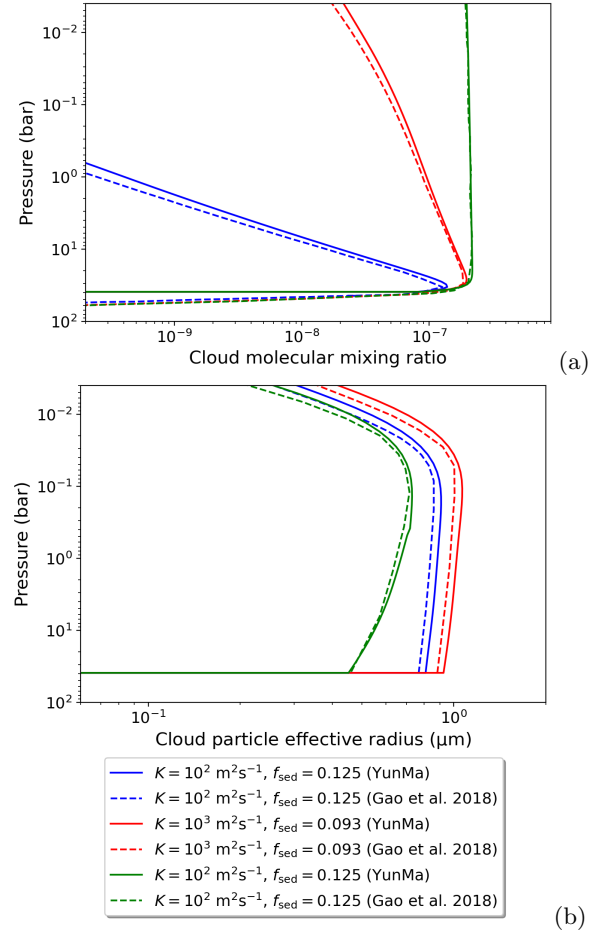 10⁻²
10⁻¹
10⁰
10¹
10²
Pressure (bar)
10⁻⁹
10⁻⁸
10⁻⁷
Cloud molecular mixing ratio
(a)
10⁻²
10⁻¹
10⁰
10¹
10²
Pressure (bar)
10⁻¹
10⁰
Cloud particle effective radius (μm)
K = 10² m²s⁻¹, f_sed = 0.125 (YunMa)
K = 10² m²s⁻¹, f_sed = 0.125 (Gao et al. 2018)
K = 10³ m²s⁻¹, f_sed = 0.093 (YunMa)
K = 10³ m²s⁻¹, f_sed = 0.093 (Gao et al. 2018)
K = 10² m²s⁻¹, f_sed = 0.125 (YunMa)
K = 10² m²s⁻¹, f_sed = 0.125 (Gao et al. 2018)
(b)